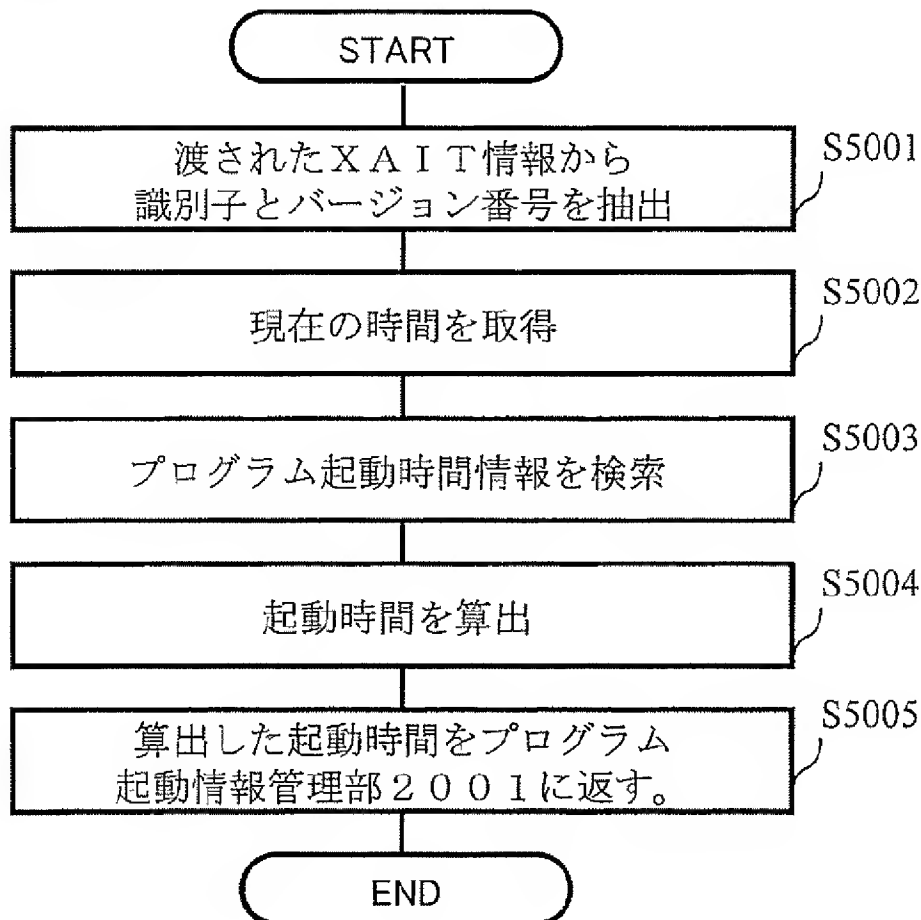 START
渡されたＸＡＩＴ情報から
識別子とバージョン番号を抽出
S5001
現在の時間を取得
S5002
プログラム起動時間情報を検索
S5003
起動時間を算出
S5004
算出した起動時間をプログラム
起動情報管理部２００１に返す。
S5005
END